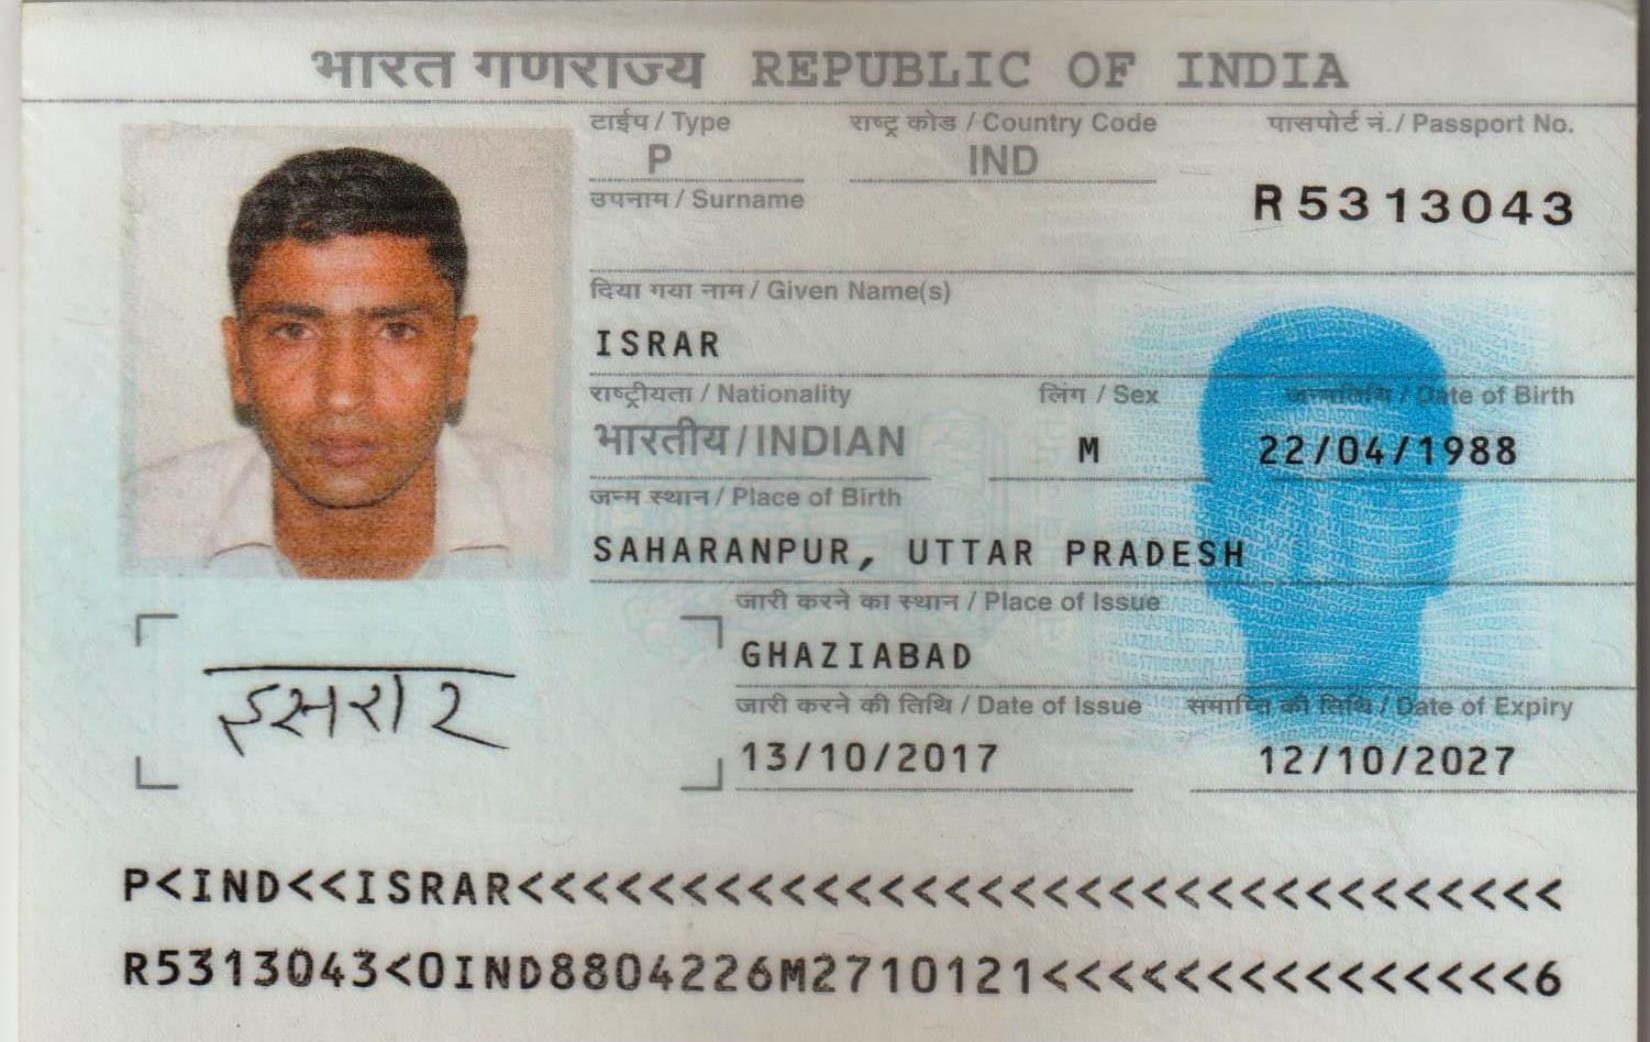 भारत गणराज्य REPUBLIC OF INDIA
टाईप / Type राष्ट्र कोड / Country Code पासपोर्ट नं. / Passport No.
P IND R5313043
उपनाम / Surname
दिया गया नाम / Given Name(s)
ISRAR
राष्ट्रीयता / Nationality लिंग / Sex जन्मतिथि / Date of Birth
भारतीय / INDIAN M 22/04/1988
जन्म स्थान / Place of Birth
SAHARANPUR, UTTAR PRADESH
जारी करने का स्थान / Place of Issue
GHAZIABAD
इसरार
जारी करने की तिथि / Date of Issue समाप्ति की तिथि / Date of Expiry
13/10/2017 12/10/2027
P<IND<<ISRAR<<<<<<<<<<<<<<<<<<<<<<<<<<<<<<<<
R5313043<0IND8804226M2710121<<<<<<<<<<<<<<<6